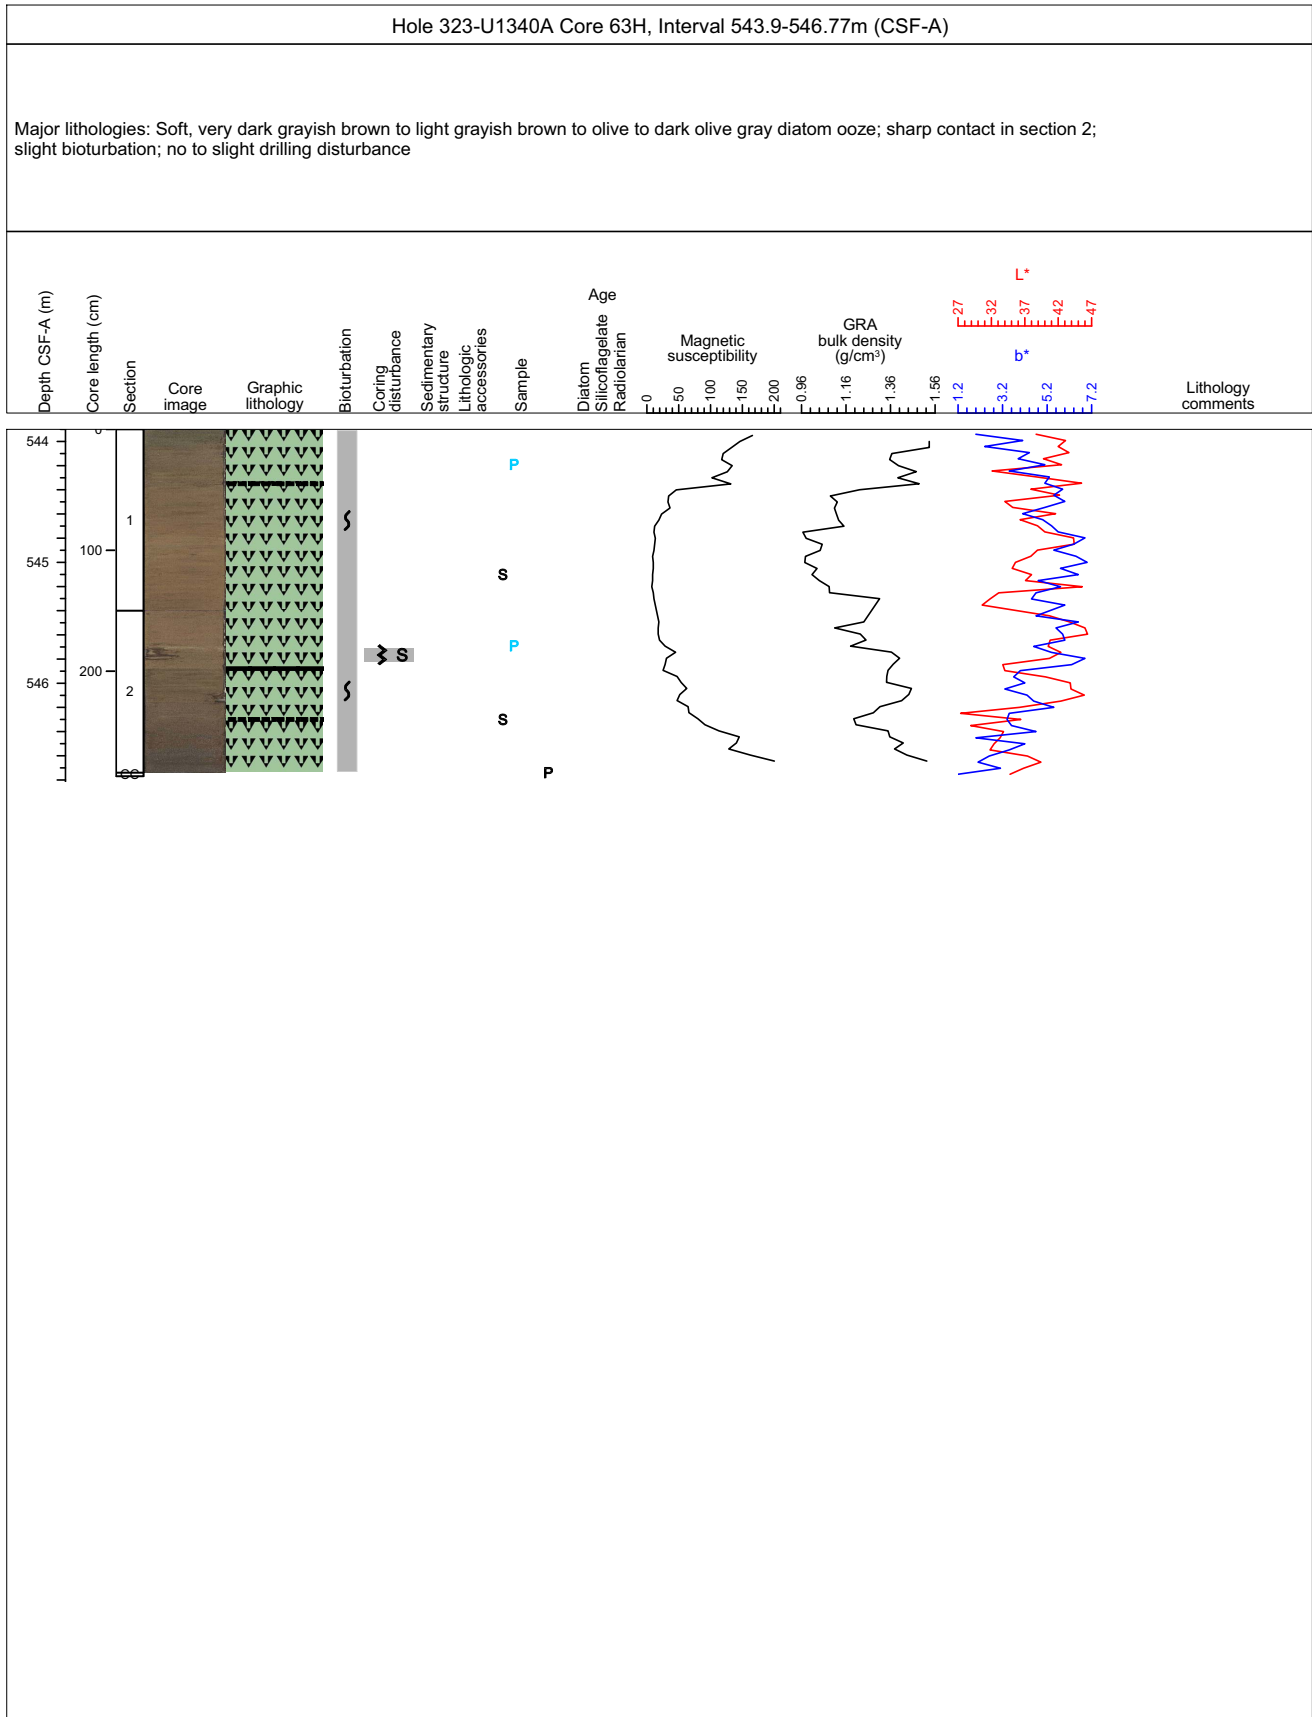 Hole 323-U1340A Core 63H, Interval 543.9-546.77m (CSF-A)
Major lithologies: Soft, very dark grayish brown to light grayish brown to olive to dark olive gray diatom ooze; sharp contact in section 2;
slight bioturbation; no to slight drilling disturbance
Depth CSF-A (m)
Core length (cm)
Section
Core
image
Graphic
lithology
Bioturbation
Coring
disturbance
Sedimentary
structure
Lithologic
accessories
Sample
Age
Diatom
Silicoflagelate
Radiolarian
Magnetic
susceptibility
0 50 100 150 200
GRA
bulk density
(g/cm³)
0.96 1.16 1.36 1.56
L*
27 32 37 42 47
b*
1.2 3.2 5.2 7.2
Lithology
comments
0
544
P
1
100
545
S
P
S
200
546
2
S
CC
P